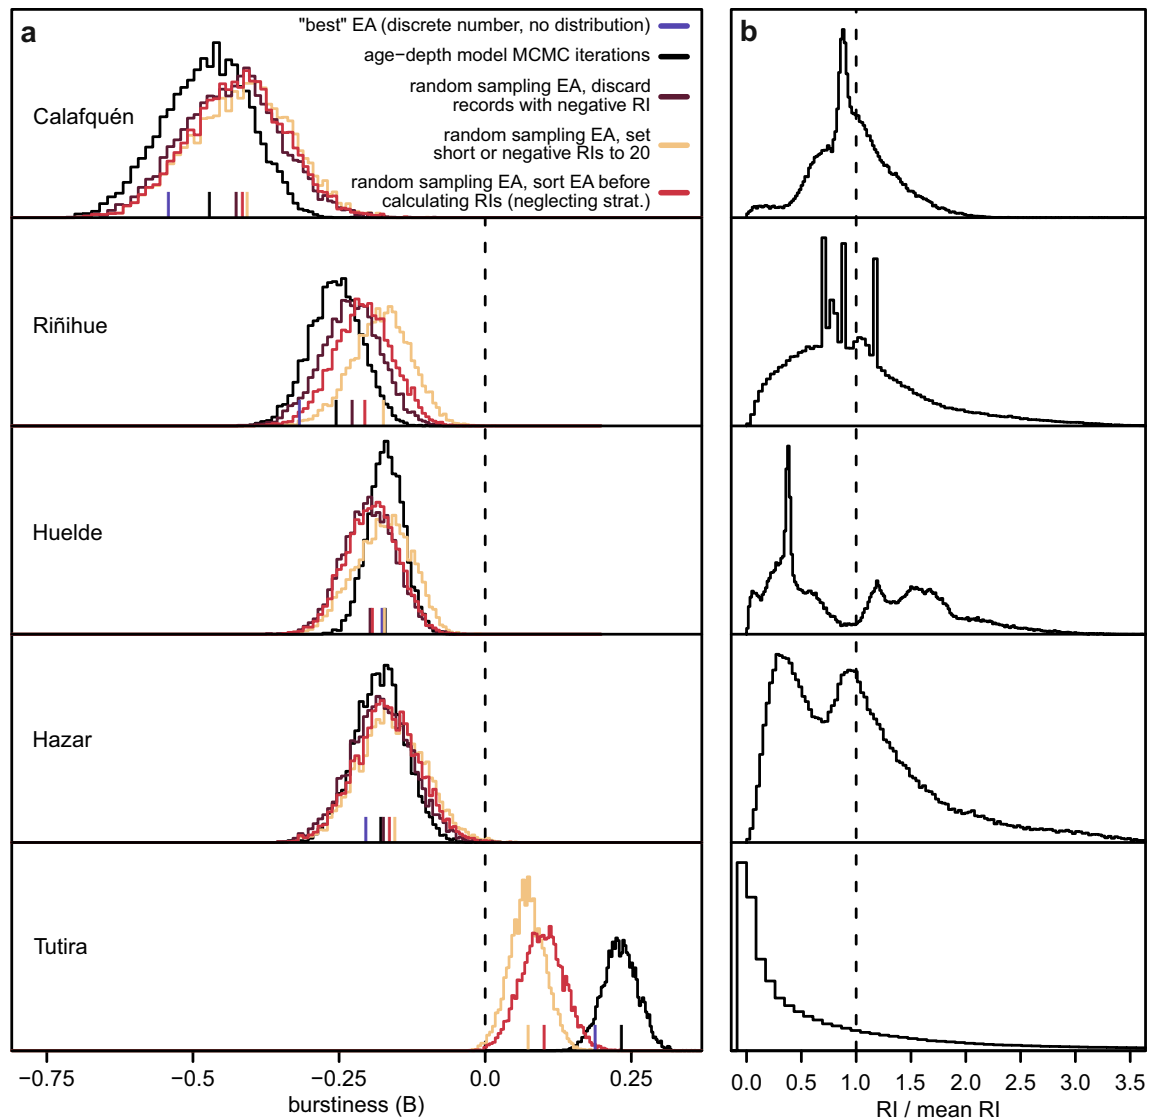 a
"best" EA (discrete number, no distribution)
age−depth model MCMC iterations
random sampling EA, discard
records with negative RI
random sampling EA, set
short or negative RIs to 20
random sampling EA, sort EA before
calculating RIs (neglecting strat.)
Calafquén
Riñihue
Huelde
Hazar
Tutira
−0.75
−0.5
−0.25
0.0
0.25
burstiness (B)
b
0.0
0.5
1.0
1.5
2.0
2.5
3.0
3.5
RI / mean RI